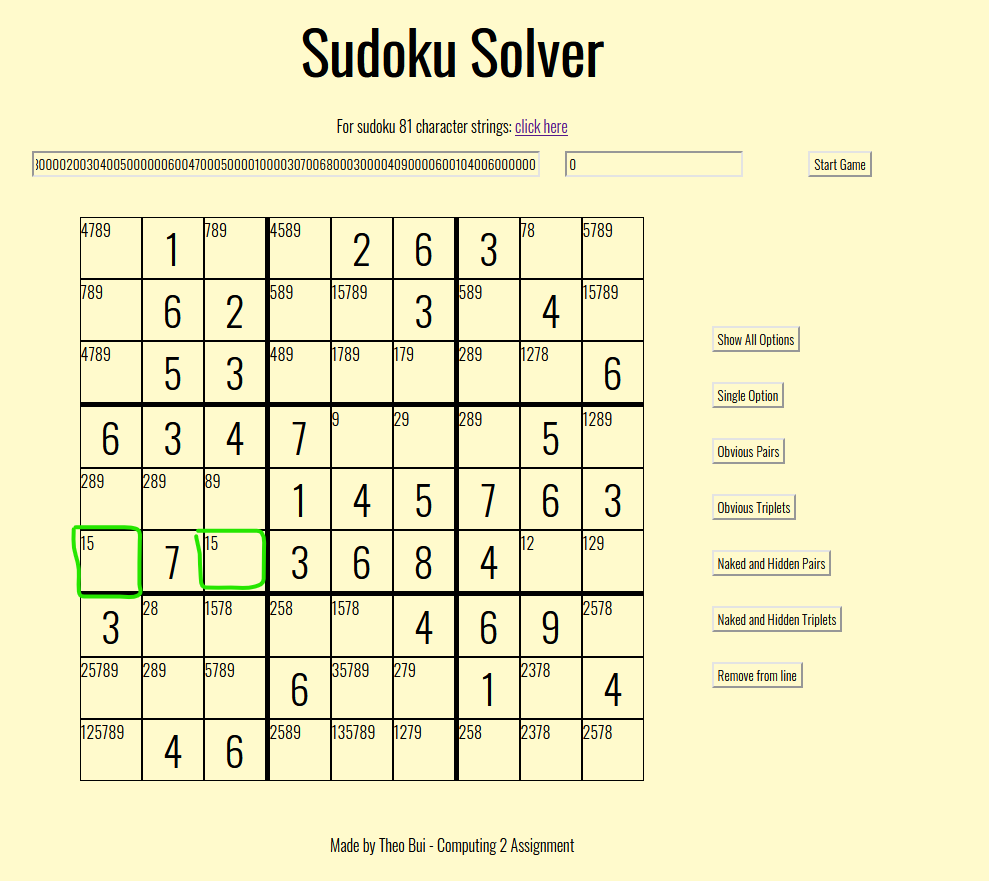 Sudoku Solver
For sudoku 81 character strings: click here
30000200304005000000600470005000010000307006800030000409000060010400600000​0 0 Start Game
4789 1 789 4589 2 6 3 78 5789
789 6 2 589 15789 3 589 4 15789
4789 5 3 489 1789 179 289 1278 6
6 3 4 7 9 29 289 5 1289
289 289 89 1 4 5 7 6 3
15 7 15 3 6 8 4 12 129
3 28 1578 258 1578 4 6 9 2578
25789 289 5789 6 35789 279 1 2378 4
125789 4 6 2589 135789 1279 258 2378 2578
Show All Options
Single Option
Obvious Pairs
Obvious Triplets
Naked and Hidden Pairs
Naked and Hidden Triplets
Remove from line
Made by Theo Bui - Computing 2 Assignment